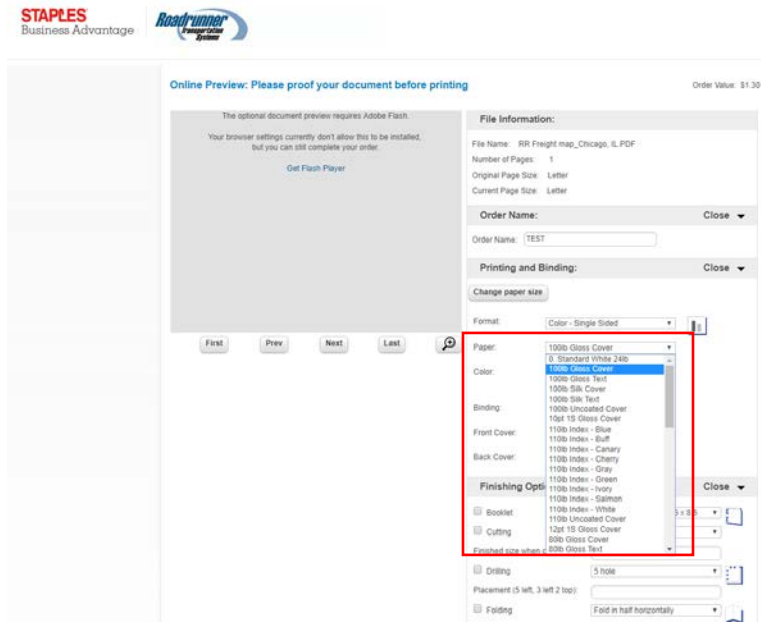 STAPLES
Business Advantage
Roadrunner
Transportation
Systems
Online Preview: Please proof your document before printing
Order Value: $1.30
The optional document preview requires Adobe Flash.
Your browser settings currently don't allow this to be installed,
but you can still complete your order.
Get Flash Player
First Prev Next Last
File Information:
File Name: RR Freight map_Chicago, IL.PDF
Number of Pages: 1
Original Page Size: Letter
Current Page Size: Letter
Order Name: Close
Order Name: TEST
Printing and Binding: Close
Change paper size
Format: Color - Single Sided
Paper: 100lb Gloss Cover
0. Standard White 24lb
100lb Gloss Cover
Color:
100lb Gloss Text
100lb Silk Cover
100lb Silk Text
Binding:
100lb Uncoated Cover
10pt 1S Gloss Cover
Front Cover:
110lb Index - Blue
110lb Index - Buff
110lb Index - Canary
Back Cover:
110lb Index - Cherry
110lb Index - Gray
110lb Index - Green
Finishing Opti Close
110lb Index - Ivory
110lb Index - Salmon
110lb Index - White
Booklet
110lb Uncoated Cover
12pt 1S Gloss Cover
Cutting
60lb Gloss Cover
Finished size when c
60lb Gloss Text
Drilling 5 hole
Placement (5 left, 3 left 2 top):
Folding Fold in half horizontally